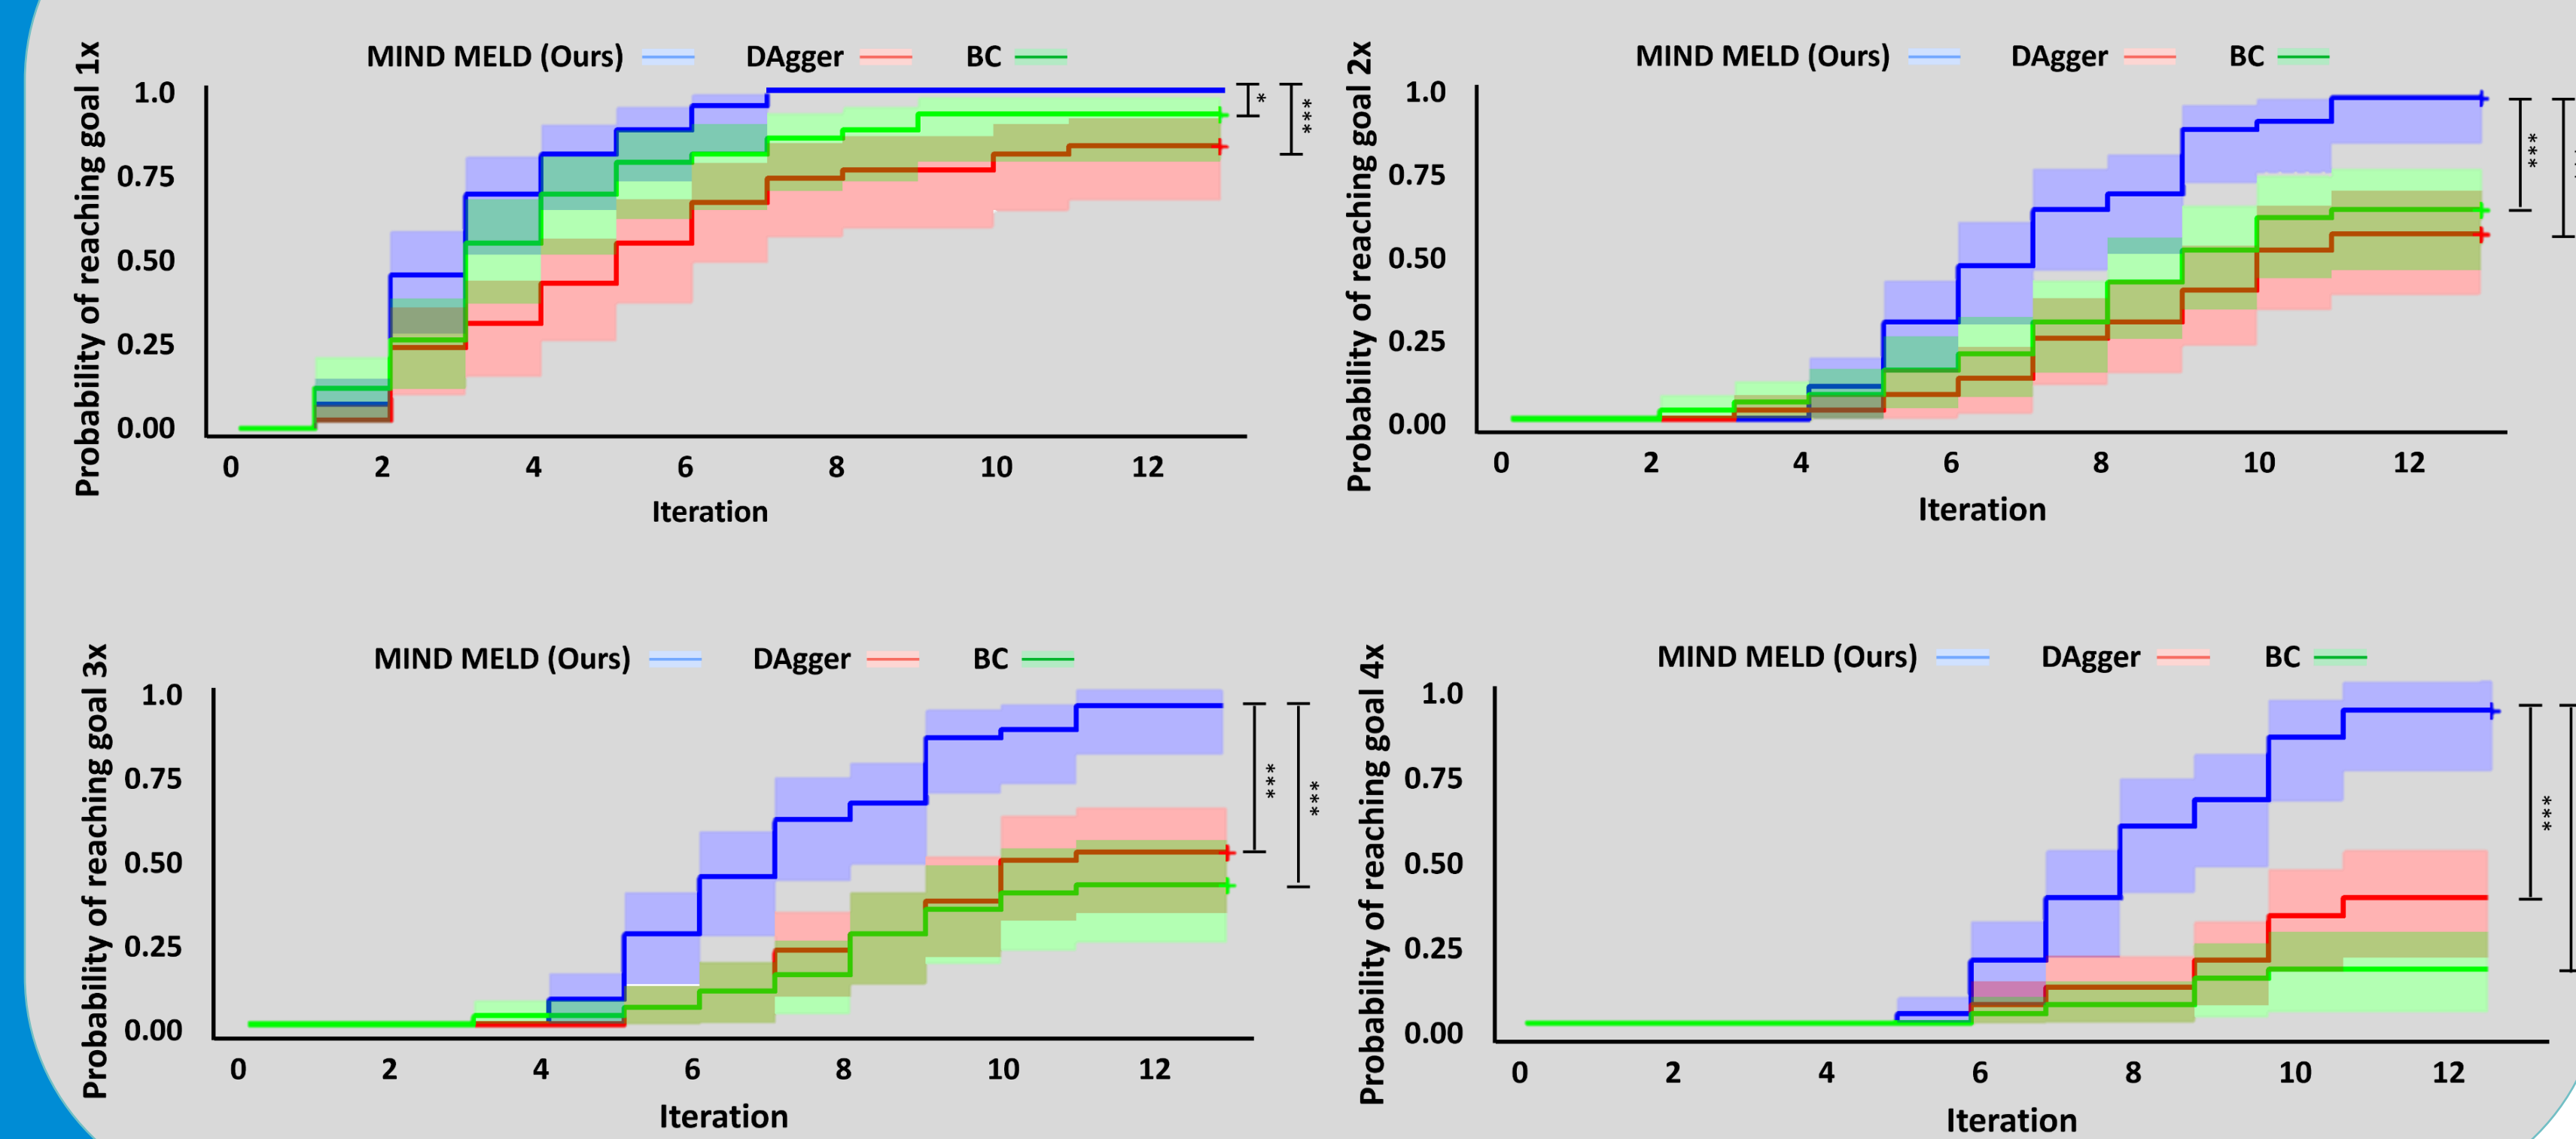 Probability of reaching goal 1x
MIND MELD (Ours) DAgger BC
1.0
0.75
0.50
0.25
0.00
0 2 4 6 8 10 12
Iteration
*
***
Probability of reaching goal 2x
MIND MELD (Ours) DAgger BC
1.0
0.75
0.50
0.25
0.00
0 2 4 6 8 10 12
Iteration
***
Probability of reaching goal 3x
MIND MELD (Ours) DAgger BC
1.0
0.75
0.50
0.25
0.00
0 2 4 6 8 10 12
Iteration
***
***
Probability of reaching goal 4x
MIND MELD (Ours) DAgger BC
1.0
0.75
0.50
0.25
0.00
0 2 4 6 8 10 12
Iteration
***